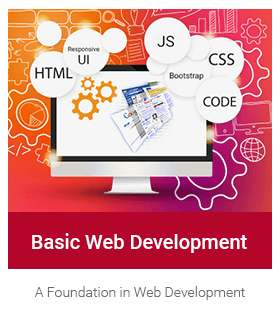 JS
Responsive
UI
CSS
HTML
Bootstrap
CODE
Basic Web Development
A Foundation in Web Development